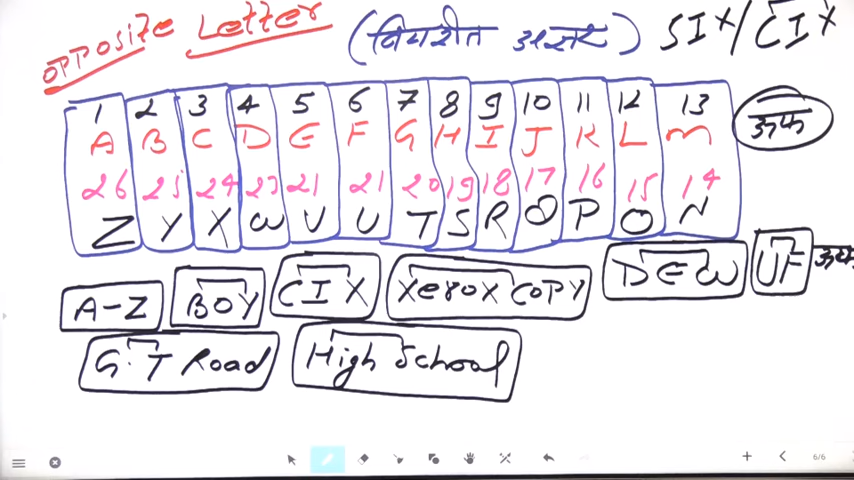 OPPOSITE LETTER (विपरीत अक्षर) SIX/CIX
1 2 3 4 5 6 7 8 9 10 11 12 13
A B C D E F G H I J K L M
26 25 24 23 21 21 20 19 18 17 16 15 14
Z Y X W V U T S R Q P O N
A-Z BOY CIX XeroX COPY DEW UF
G.T Road High School
6/6